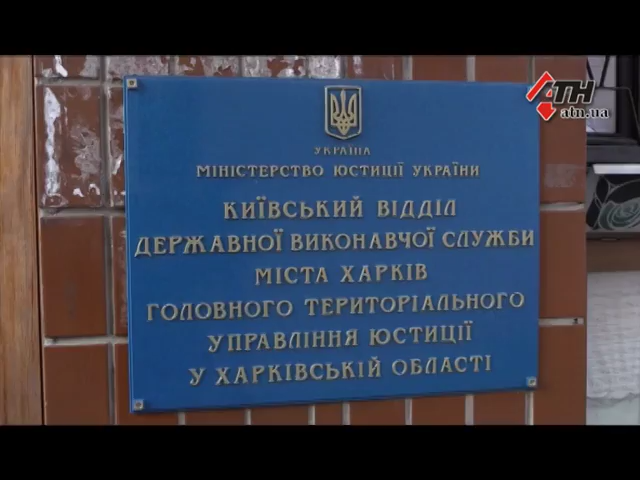 АТН
atn.ua
УКРАЇНА
МІНІСТЕРСТВО ЮСТИЦІЇ УКРАЇНИ
КИЇВСЬКИЙ ВІДДІЛ
ДЕРЖАВНОЇ ВИКОНАВЧОЇ СЛУЖБИ
МІСТА ХАРКІВ
ГОЛОВНОГО ТЕРИТОРІАЛЬНОГО
УПРАВЛІННЯ ЮСТИЦІЇ
У ХАРКІВСЬКІЙ ОБЛАСТІ